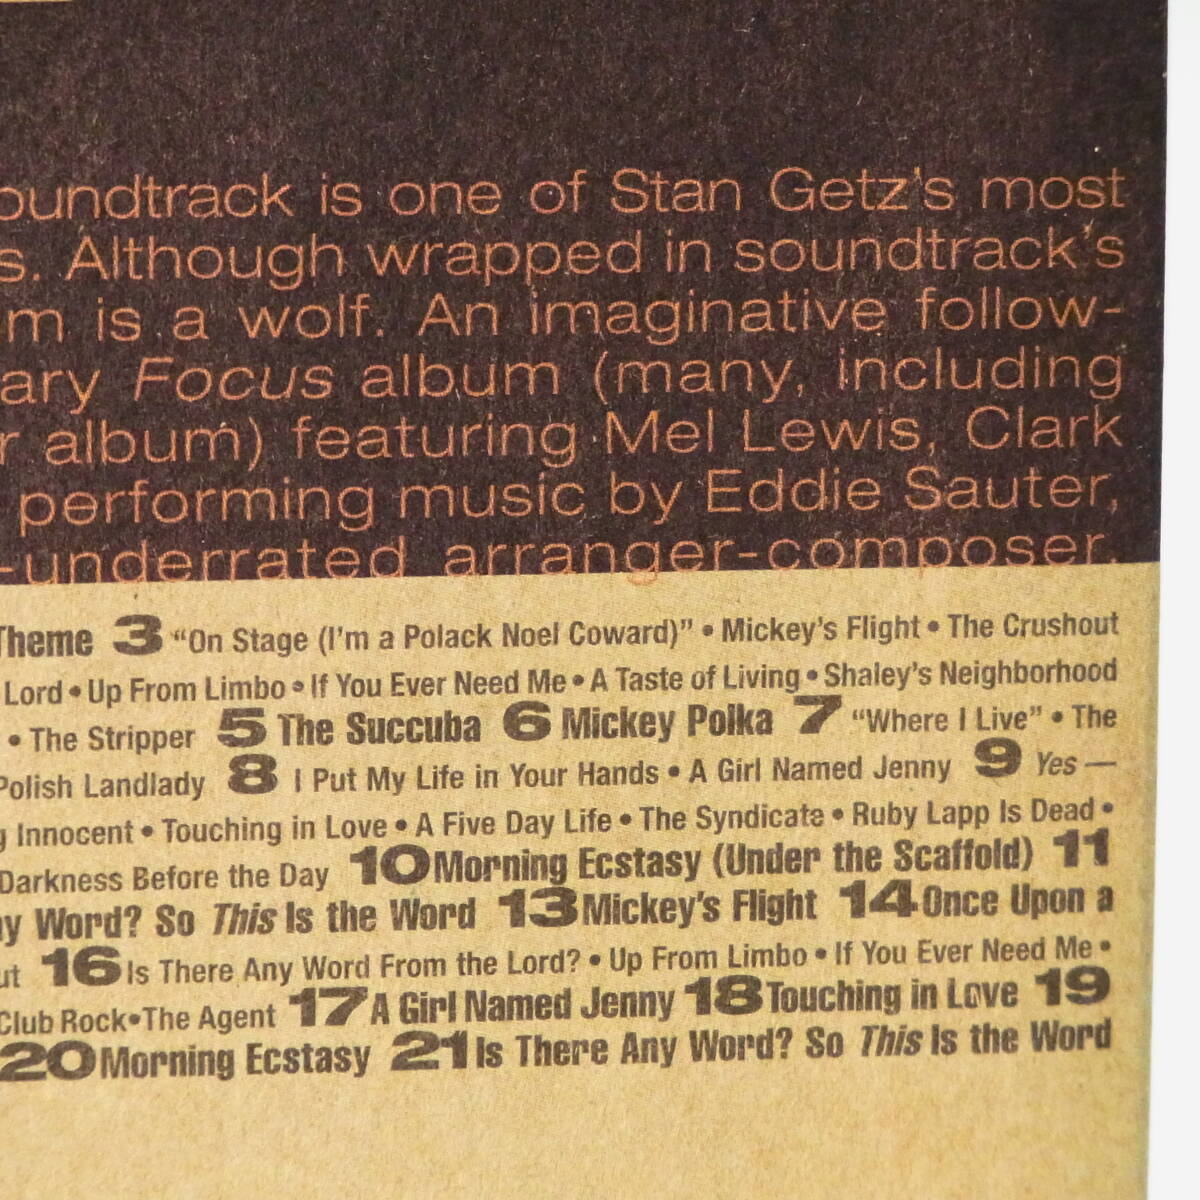 oundtrack is one of Stan Getz's most
s. Although wrapped in soundtrack's
m is a wolf. An imaginative follow-
ary Focus album (many, including
r album) featuring Mel Lewis, Clark
performing music by Eddie Sauter,
-underrated arranger-composer.
Theme 3 “On Stage (I'm a Polack Noel Coward)” • Mickey's Flight • The Crushout
Lord • Up From Limbo • If You Ever Need Me • A Taste of Living • Shaley's Neighborhood
• The Stripper 5 The Succuba 6 Mickey Polka 7 “Where I Live” • The
Polish Landlady 8 I Put My Life in Your Hands • A Girl Named Jenny 9 Yes —
g Innocent • Touching in Love • A Five Day Life • The Syndicate • Ruby Lapp Is Dead •
Darkness Before the Day 10 Morning Ecstasy (Under the Scaffold) 11
ny Word? So This Is the Word 13 Mickey's Flight 14 Once Upon a
ut 16 Is There Any Word From the Lord? • Up From Limbo • If You Ever Need Me •
Club Rock•The Agent 17 A Girl Named Jenny 18 Touching in Love 19
20 Morning Ecstasy 21 Is There Any Word? So This Is the Word